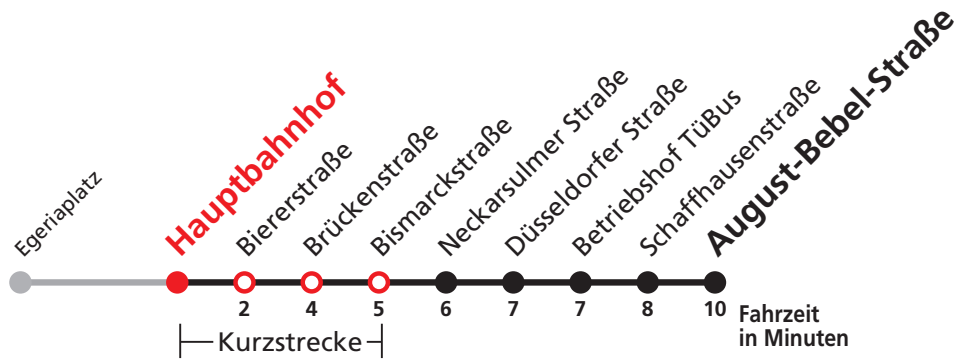 Egeriaplatz
Hauptbahnhof
Biererstraße
Brückenstraße
Bismarckstraße
Neckarsulmer Straße
Düsseldorfer Straße
Betriebshof TüBus
Schaffhausenstraße
August-Bebel-Straße
2 4 5 6 7 7 8 10
Fahrzeit
in Minuten
Kurzstrecke